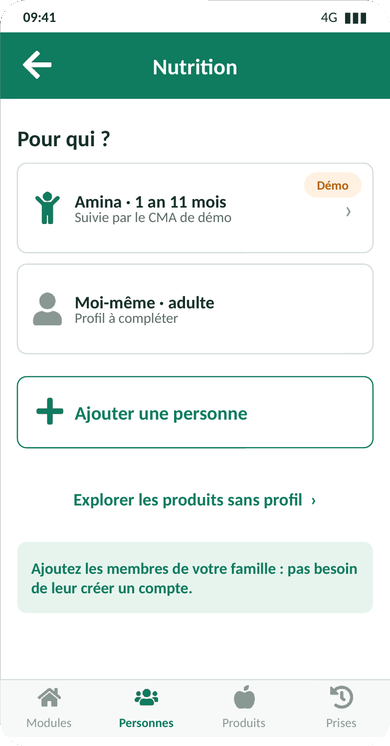 09:41
4G
Nutrition
Pour qui ?
Démo
Amina · 1 an 11 mois
Suivie par le CMA de démo
›
Moi-même · adulte
Profil à compléter
Ajouter une personne
Explorer les produits sans profil ›
Ajoutez les membres de votre famille : pas besoin
de leur créer un compte.
Modules
Personnes
Produits
Prises